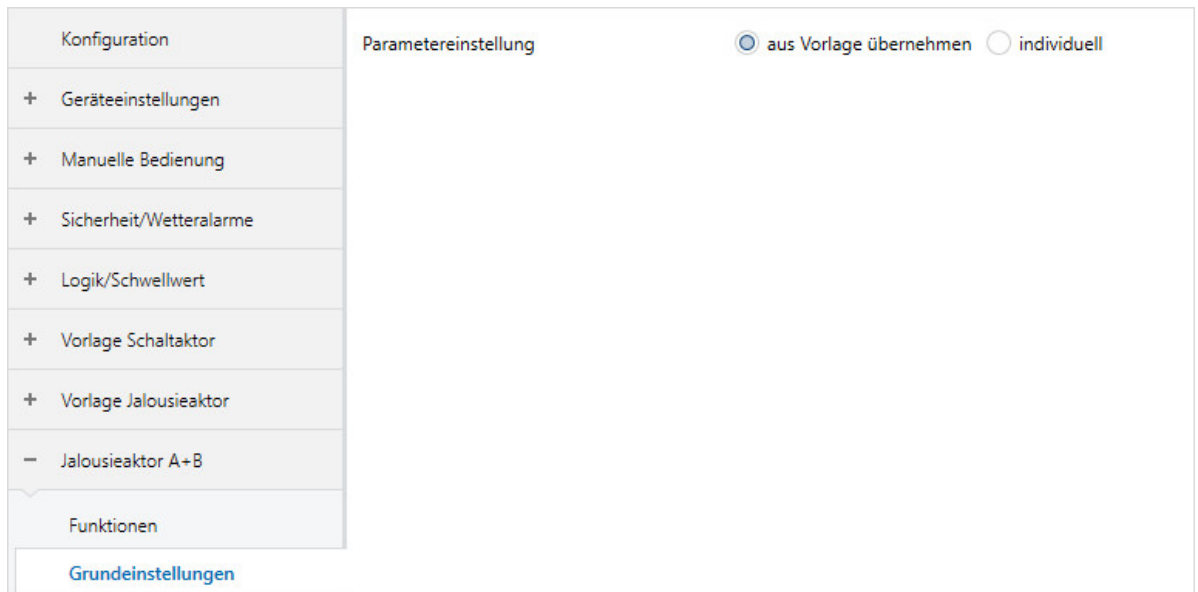 Konfiguration
Parametereinstellung aus Vorlage übernehmen individuell
+ Geräteeinstellungen
+ Manuelle Bedienung
+ Sicherheit/Wetteralarme
+ Logik/Schwellwert
+ Vorlage Schaltaktor
+ Vorlage Jalousieaktor
− Jalousieaktor A+B
Funktionen
Grundeinstellungen